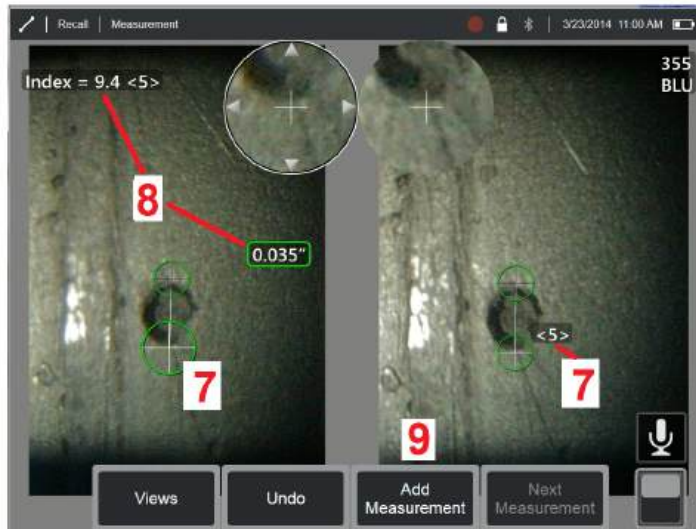 Recall | Measurement 3/23/2014 11:00 AM
Index = 9.4 <5>
355
BLU
8
0.035"
<5>
7
7
9
Views
Undo
Add
Measurement
Next
Measurement